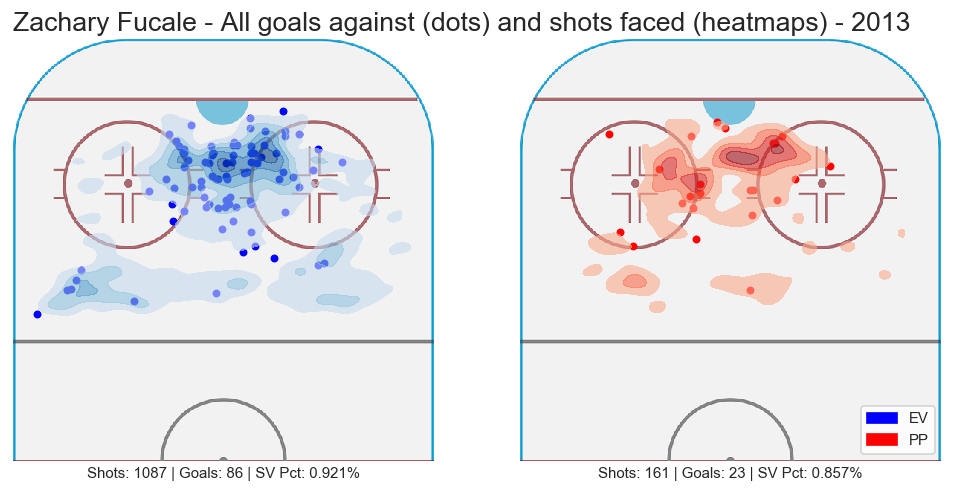 Zachary Fucale - All goals against (dots) and shots faced (heatmaps) - 2013
EV
PP
Shots: 1087 | Goals: 86 | SV Pct: 0.921%
Shots: 161 | Goals: 23 | SV Pct: 0.857%